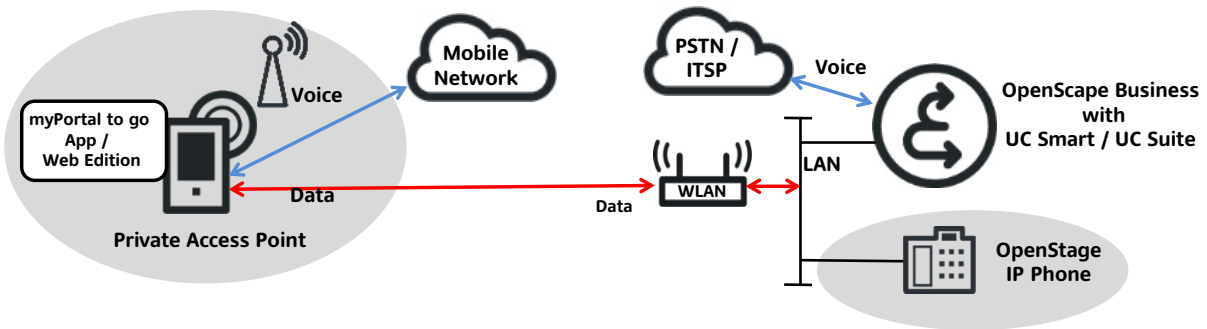 Mobile
Network
PSTN /
ITSP
Voice
OpenScape Business
with
UC Smart / UC Suite
Voice
myPortal to go
App /
Web Edition
LAN
WLAN
Data
Data
Private Access Point
OpenStage
IP Phone